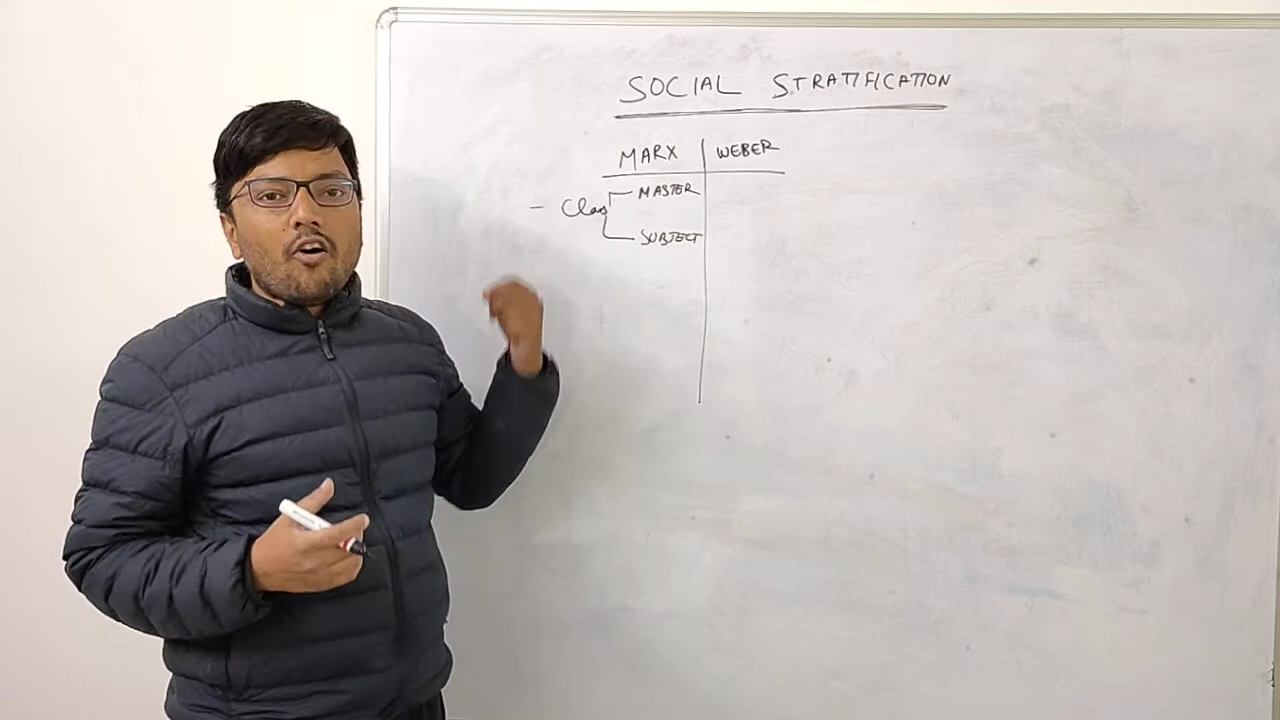 SOCIAL STRATIFICATION
MARX WEBER
MASTER
- Class
SUBJECT